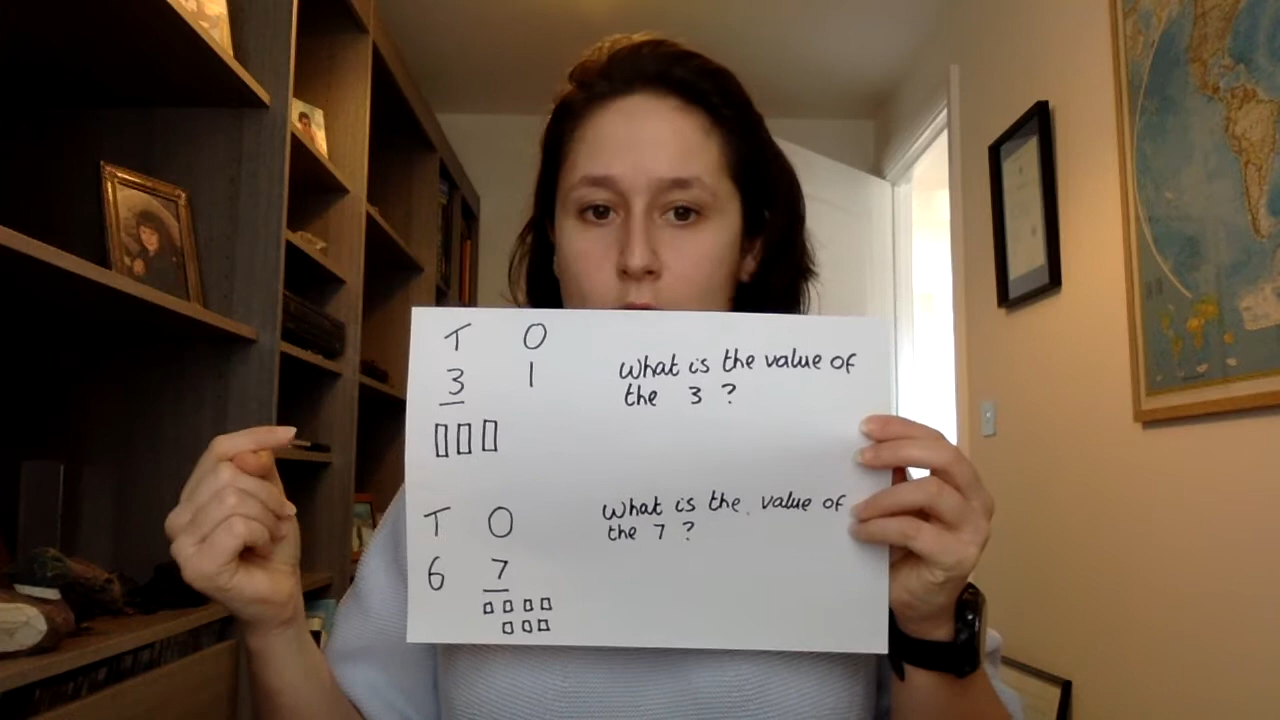 T O
3 1
What is the value of
the 3 ?
T O
6 7
What is the value of
the 7 ?